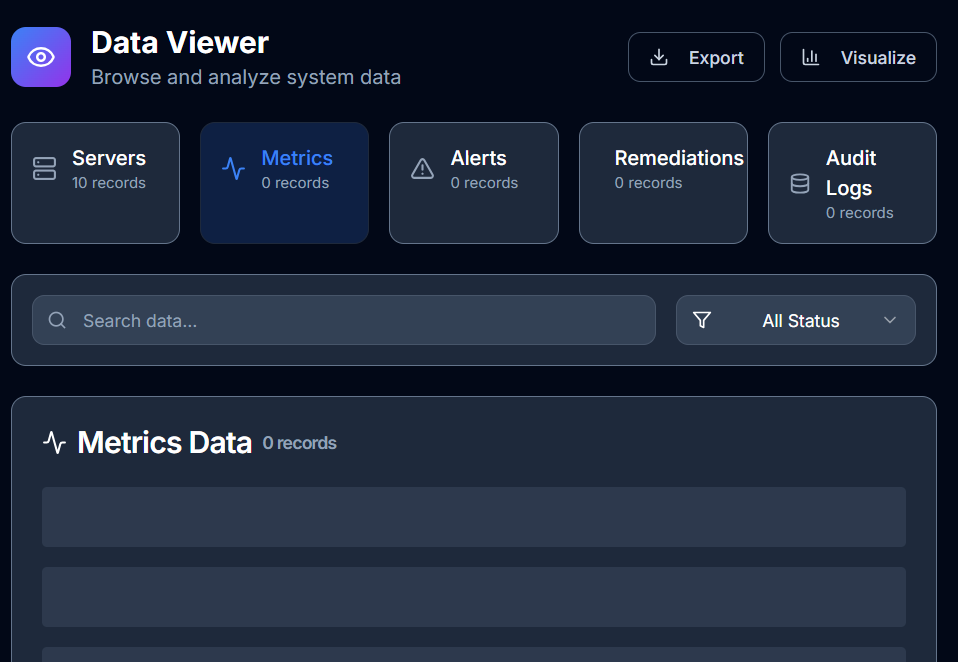 Data Viewer
Browse and analyze system data
Export
Visualize
Servers
10 records
Metrics
0 records
Alerts
0 records
Remediations
0 records
Audit
Logs
0 records
Search data...
All Status
Metrics Data 0 records